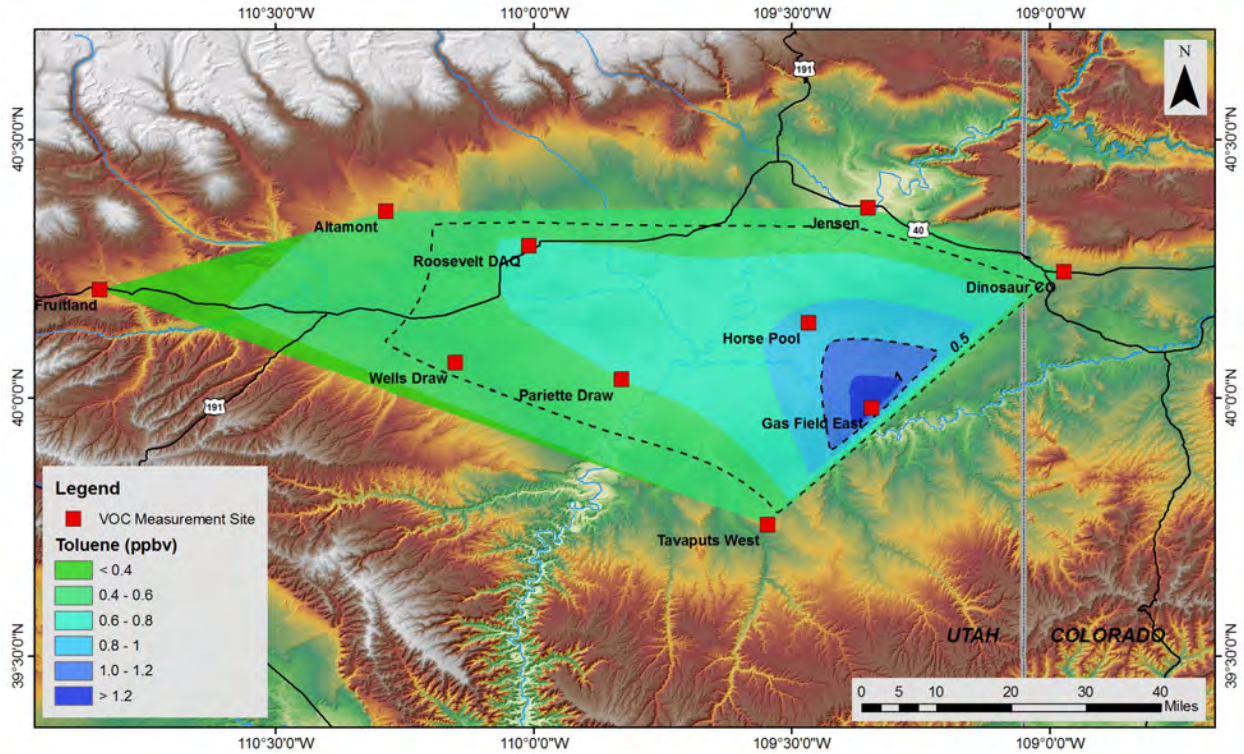 110°30'0"W 110°0'0"W 109°30'0"W 109°0'0"W
191
N
40°30'0"N 40°30'0"N
Altamont
Jensen
40
Roosevelt DAQ
Dinosaur CO
Fruitland
Horse Pool
0.5
Wells Draw
1
Pariette Draw
191
40°0'0"N 40°0'0"N
Gas Field East
Legend
VOC Measurement Site
Toluene (ppbv)
< 0.4
0.4 - 0.6
0.6 - 0.8
0.8 - 1
1.0 - 1.2
> 1.2
Tavaputs West
UTAH COLORADO
39°30'0"N 39°30'0"N
0 5 10 20 30 40
Miles
110°30'0"W 110°0'0"W 109°30'0"W 109°0'0"W